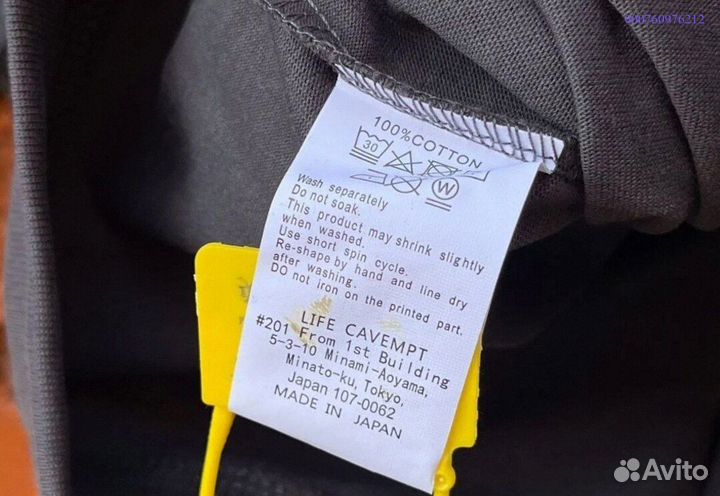 100%COTTON
30
W
Wash separately
Do not soak.
This product may shrink slightly
when washed.
Use short spin cycle.
Re-shape by hand and line dry
after washing.
DO not iron on the printed part.
LIFE CAVEMPT
#201 From 1st Building
5-3-10 Minami-Aoyama,
Minato-ku, Tokyo,
Japan 107-0062
MADE IN JAPAN
Avito